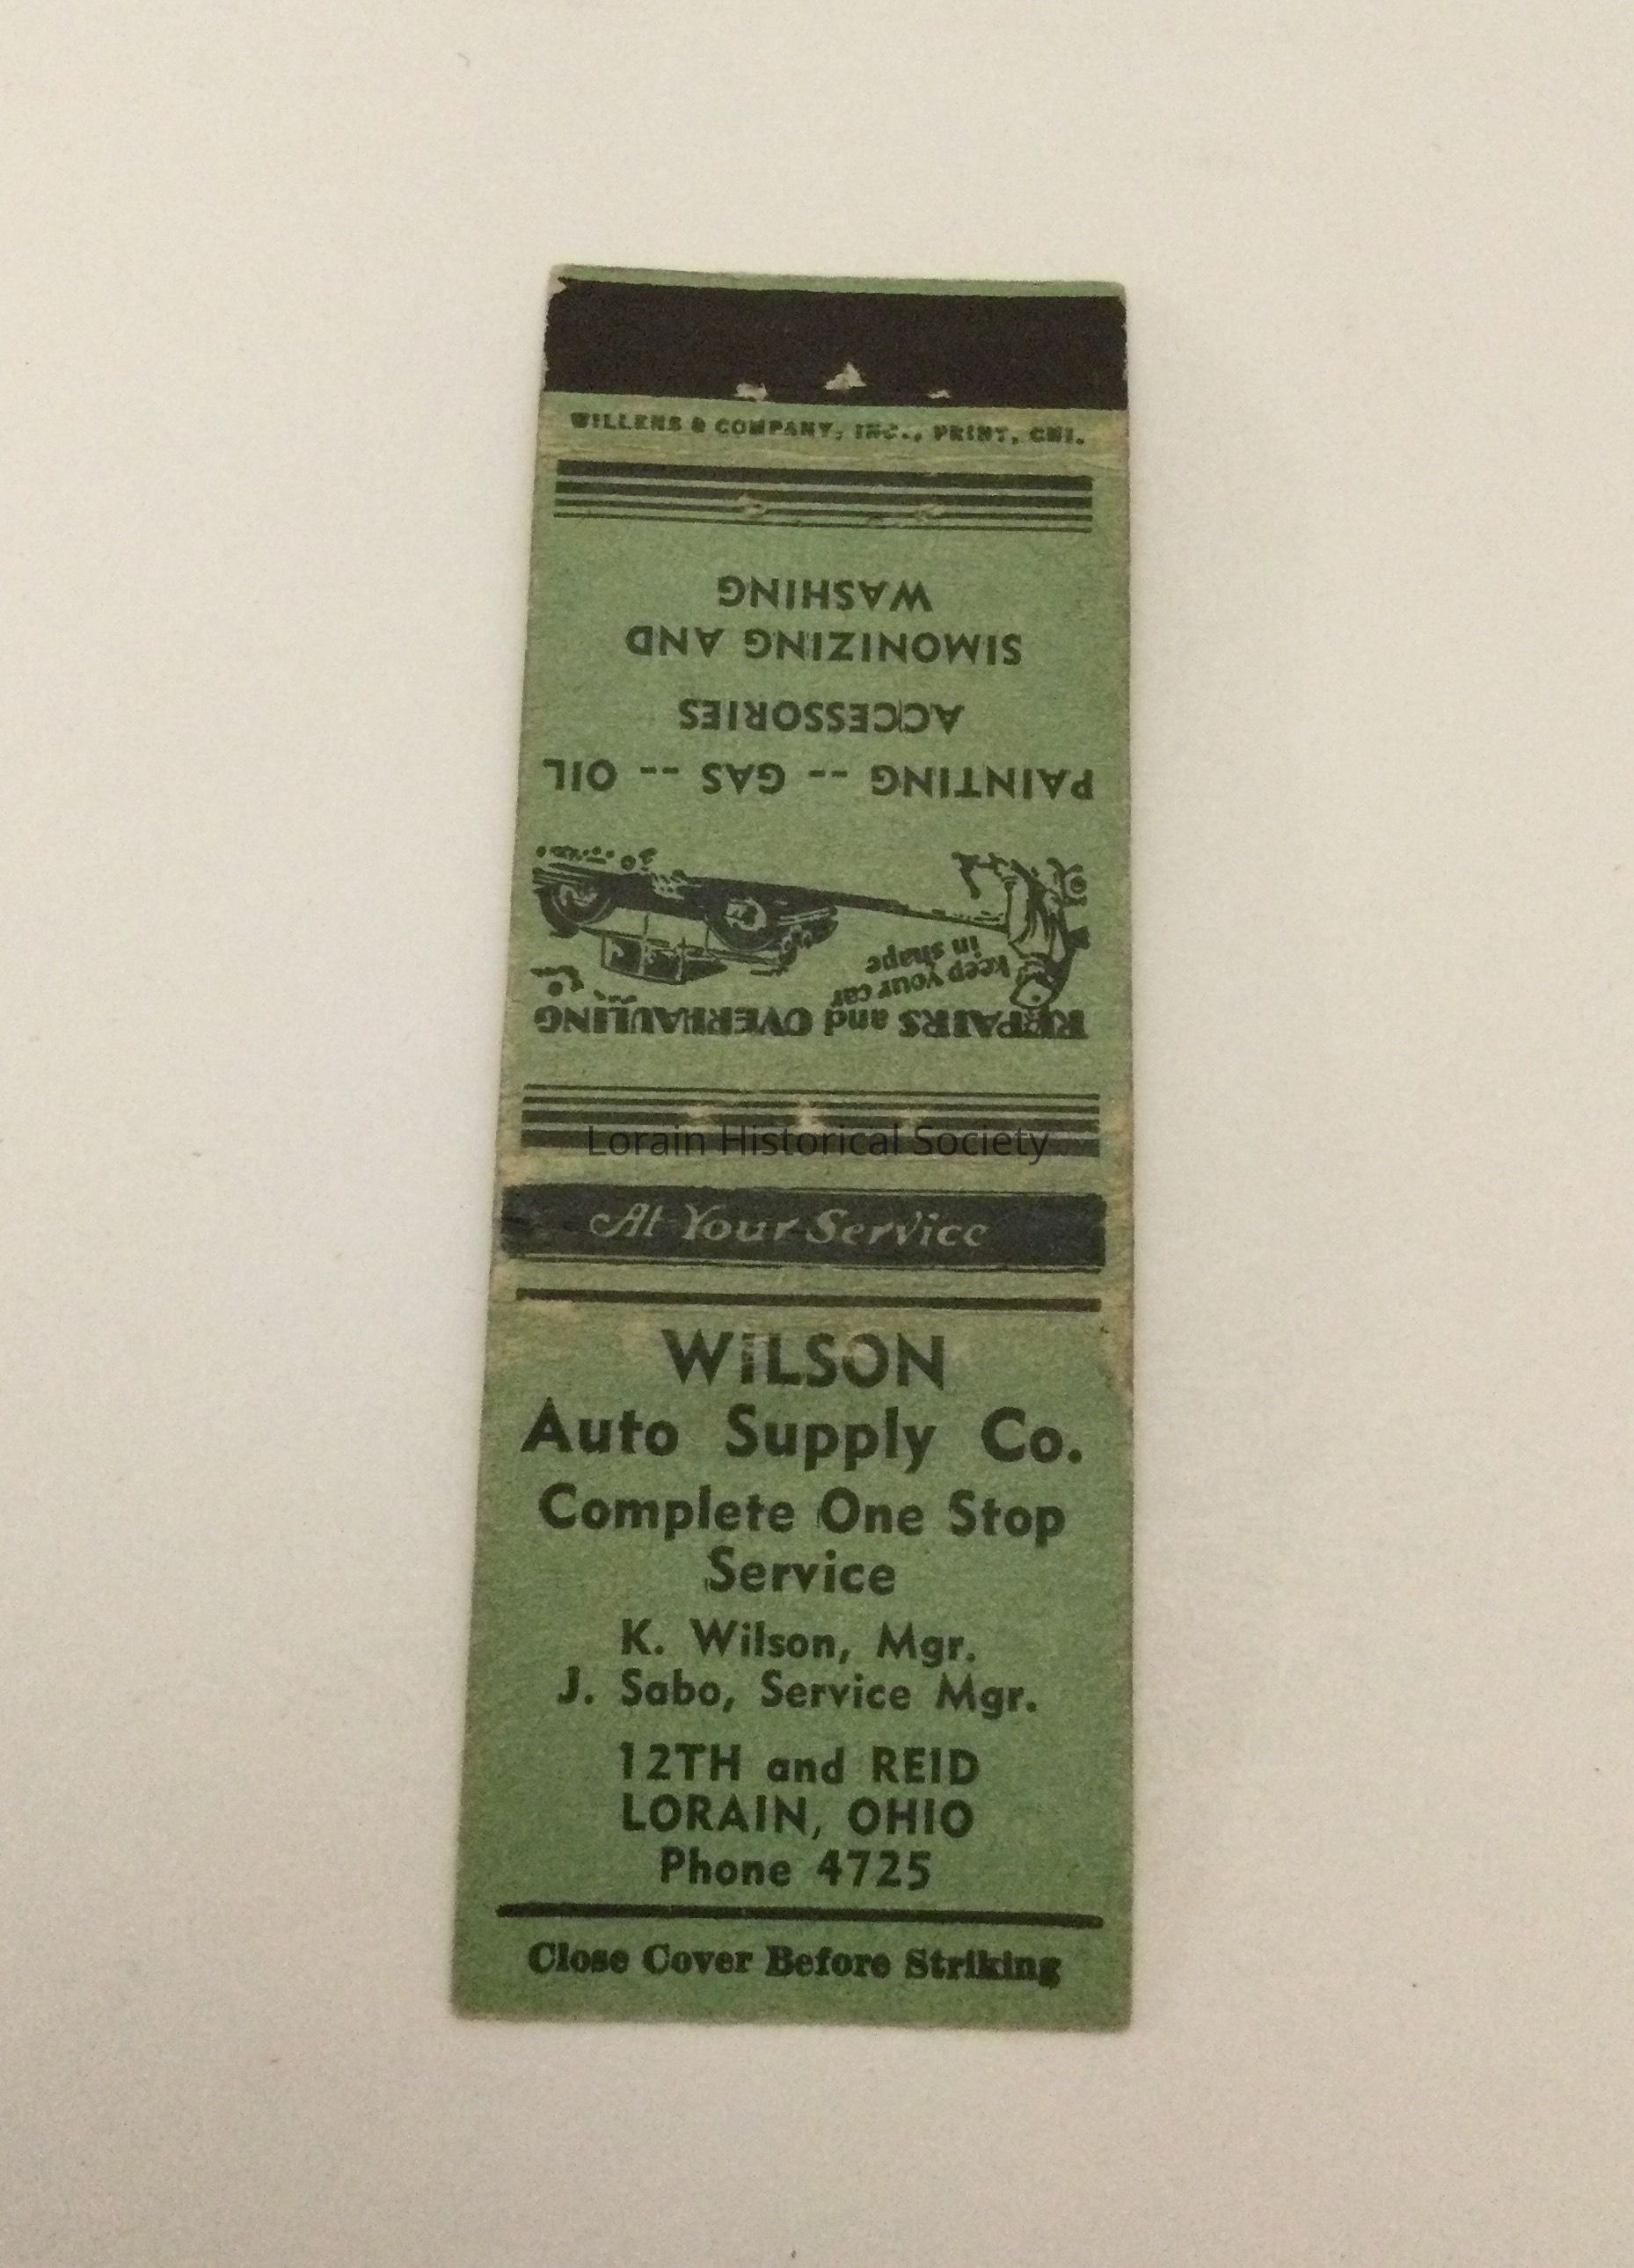 WILLENS & COMPANY, INC., PRINT, CHI.
REPAIRS and OVERHAULING
keep your car
in shape
PAINTING -- GAS -- OIL
ACCESSORIES
SIMONIZING AND
WASHING
Lorain Historical Society
At Your Service
WILSON
Auto Supply Co.
Complete One Stop
Service
K. Wilson, Mgr.
J. Sabo, Service Mgr.
12TH and REID
LORAIN, OHIO
Phone 4725
Close Cover Before Striking